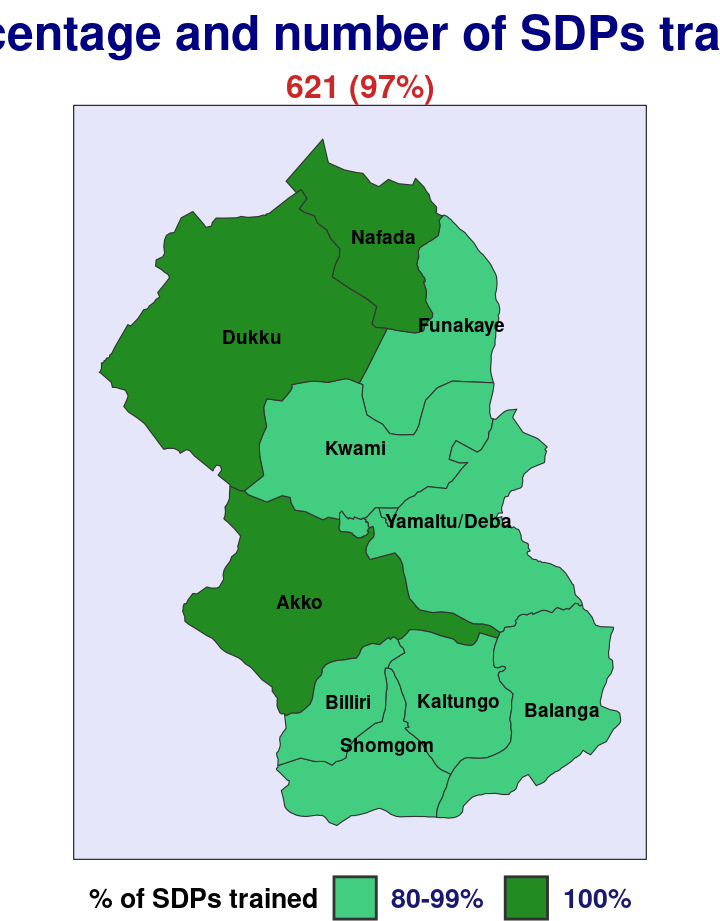 centage and number of SDPs tra
621 (97%)
Nafada
Funakaye
Dukku
Kwami
Yamaltu/Deba
Akko
Billiri
Kaltungo
Balanga
Shomgom
% of SDPs trained 80-99% 100%